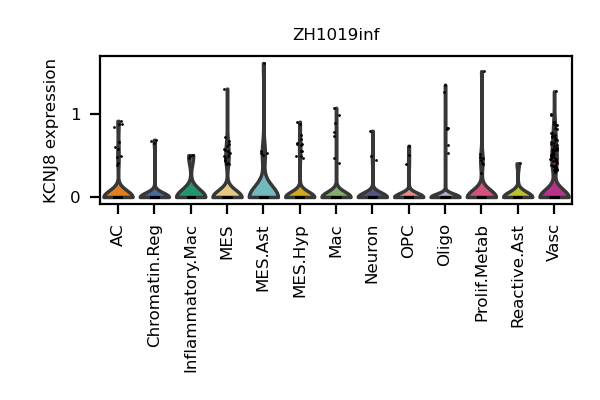 ZH1019inf
KCNJ8 expression
1
0
AC
Chromatin.Reg
Inflammatory.Mac
MES
MES.Ast
MES.Hyp
Mac
Neuron
OPC
Oligo
Prolif.Metab
Reactive.Ast
Vasc